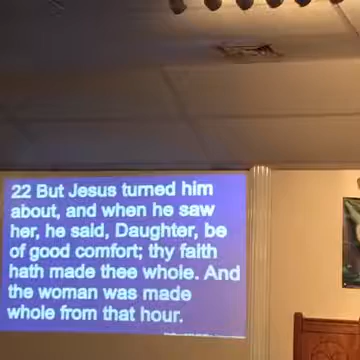 22 But Jesus turned him
about, and when he saw
her, he said, Daughter, be
of good comfort; thy faith
hath made thee whole. And
the woman was made
whole from that hour.